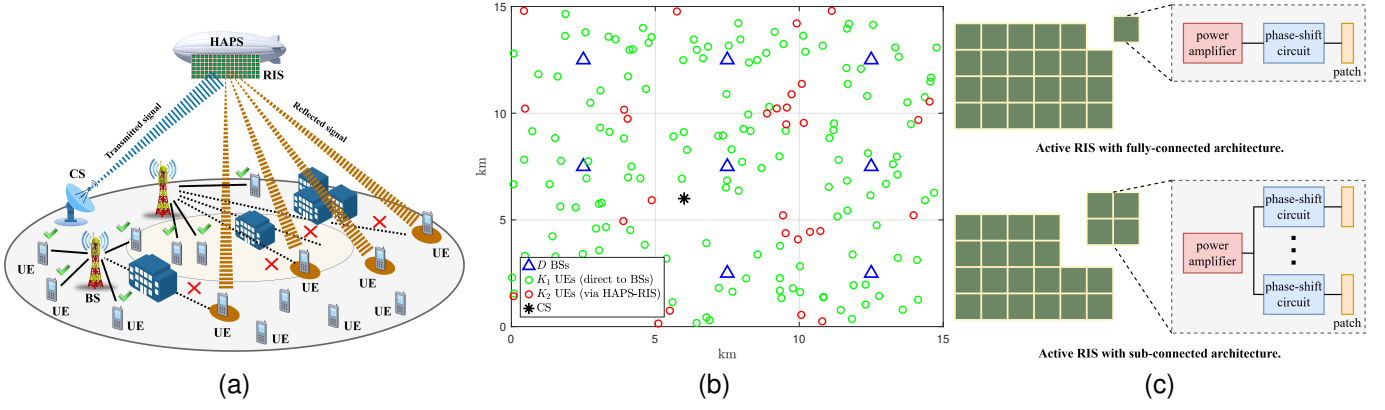 HAPS
RIS
Transmitted signal
Reflected signal
CS
BS
UE
UE
UE
UE
UE
UE
UE
UE
UE
UE
(a)
15
10
5
0
km
D BSs
K1 UEs (direct to BSs)
K2 UEs (via HAPS-RIS)
CS
0
5
10
15
km
(b)
power
amplifier
phase-shift
circuit
patch
Active RIS with fully-connected architecture.
power
amplifier
phase-shift
circuit
phase-shift
circuit
patch
Active RIS with sub-connected architecture.
(c)